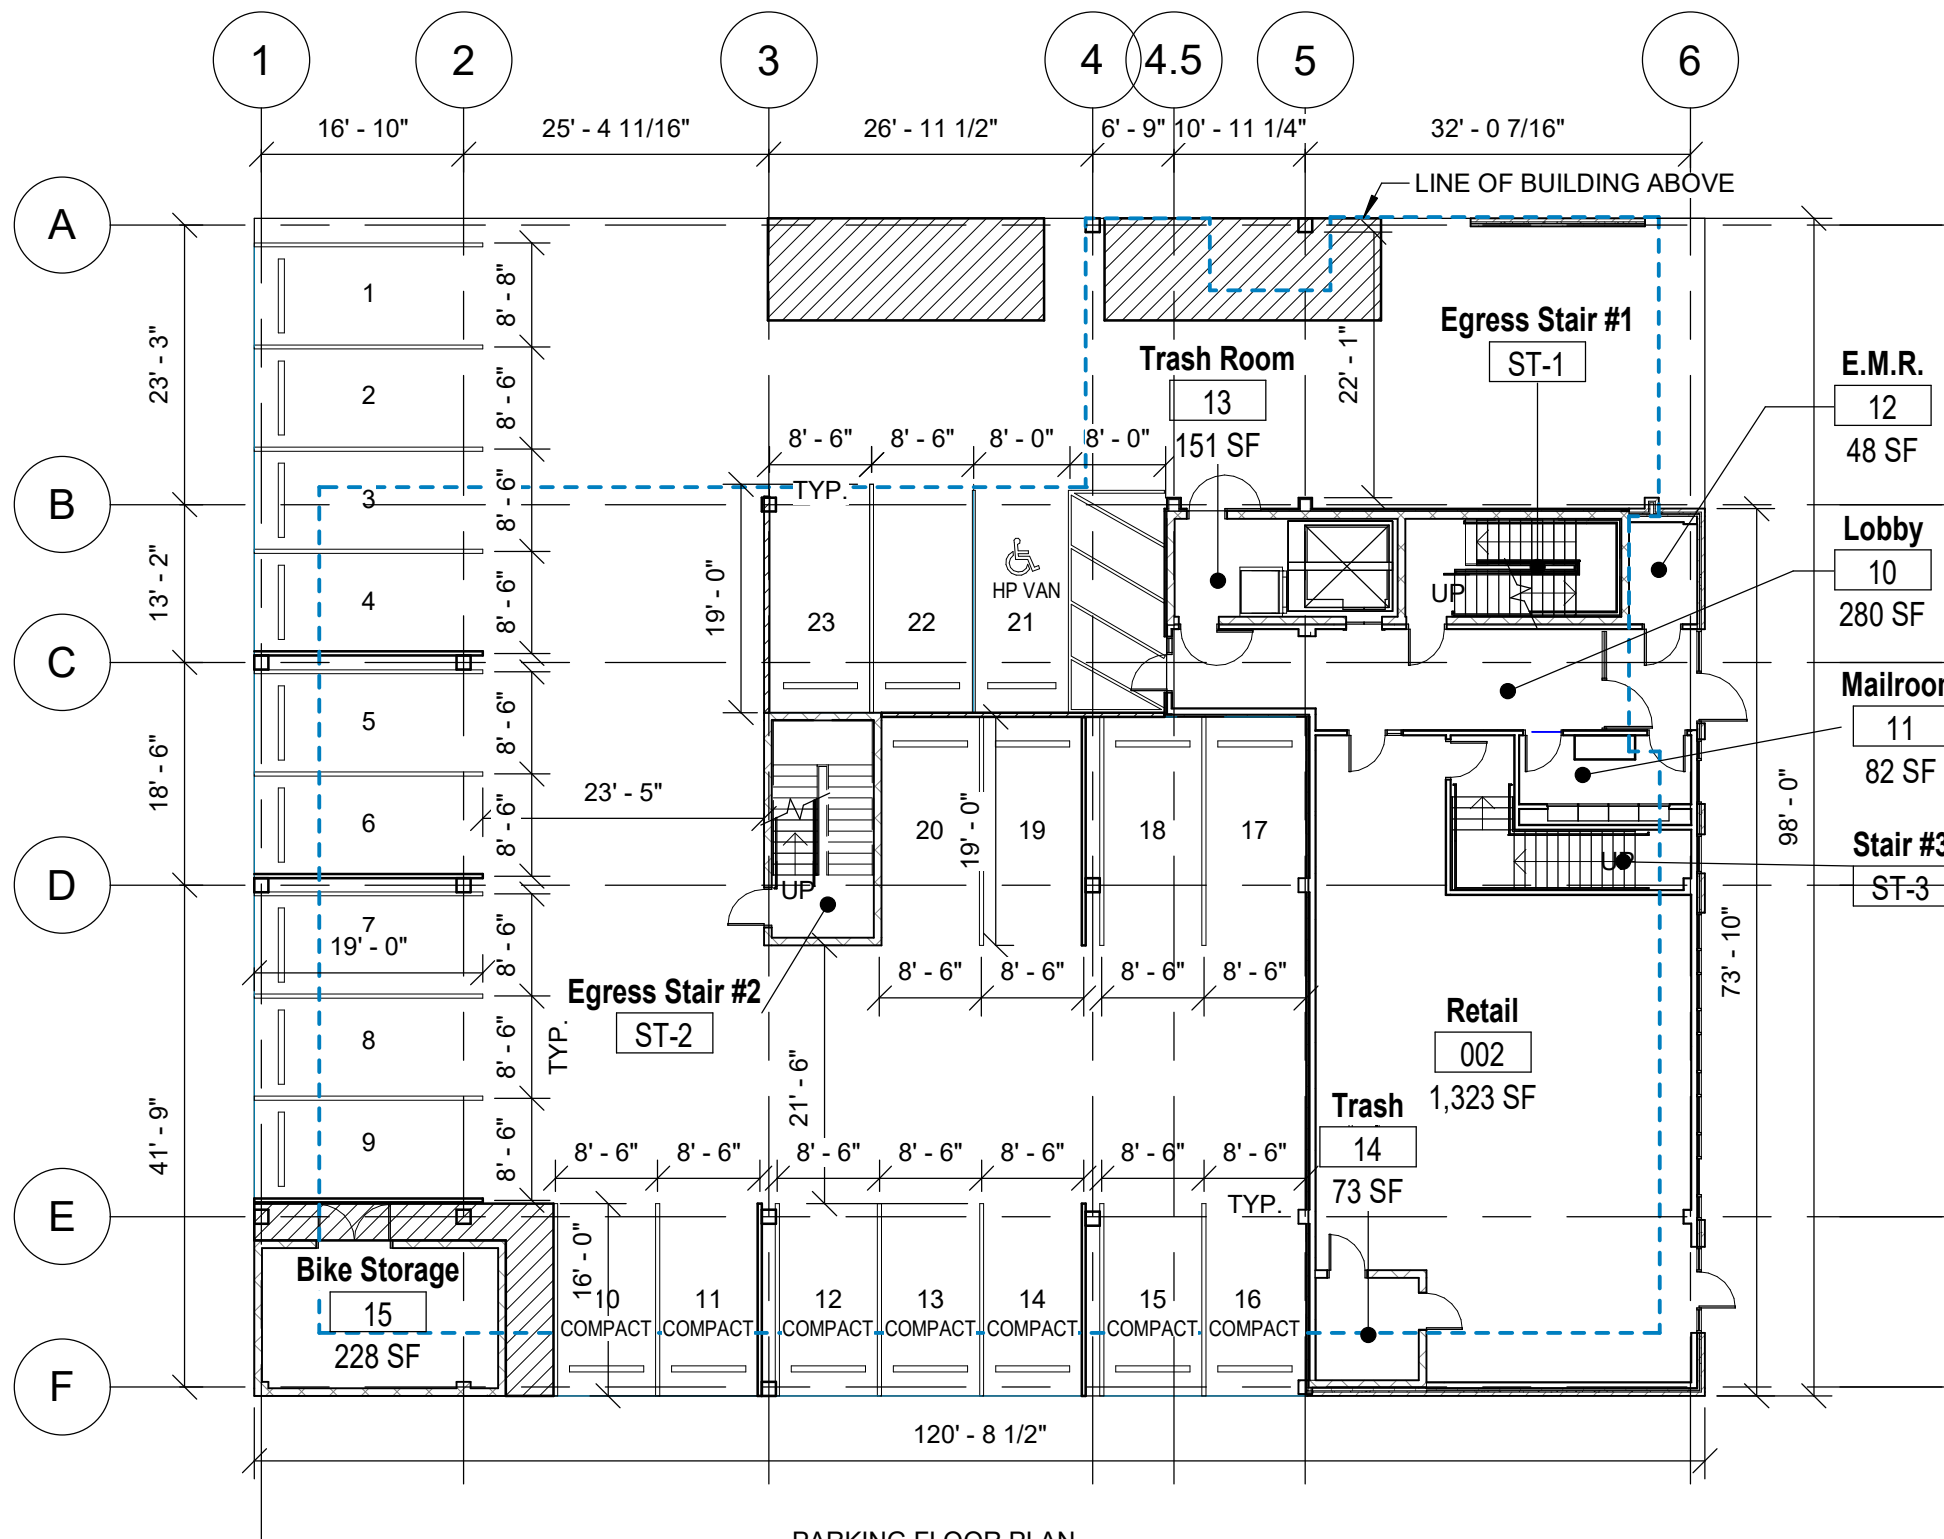 1 2 3 4 4.5 5 6
16' - 10" 25' - 4 11/16" 26' - 11 1/2" 6' - 9" 10' - 11 1/4" 32' - 0 7/16"
LINE OF BUILDING ABOVE
A
B
C
D
E
F
23' - 3"
13' - 2"
18' - 6"
41' - 9"
1
2
3
4
5
6
7
19' - 0"
8
9
8' - 8"
8' - 6"
8' - 6"
8' - 6"
8' - 6"
8' - 6"
8' - 6"
8' - 6"
8' - 6"
TYP.
23' - 5"
8' - 6" 8' - 6" 8' - 0" 8' - 0"
TYP.
19' - 0"
HP VAN
23 22 21
Trash Room
13
151 SF
22' - 1"
Egress Stair #1
ST-1
UP
E.M.R.
12
48 SF
Lobby
10
280 SF
Mailroom
11
82 SF
Stair #3
ST-3
UP
98' - 0"
73' - 10"
20 19 18 17
19' - 0"
UP
8' - 6" 8' - 6" 8' - 6" 8' - 6"
Egress Stair #2
ST-2
21' - 6"
Retail
002
1,323 SF
Trash
14
73 SF
8' - 6" 8' - 6" 8' - 6" 8' - 6" 8' - 6" 8' - 6" 8' - 6"
TYP.
16' - 0"
Bike Storage
15
228 SF
10 11 12 13 14 15 16
COMPACT COMPACT COMPACT COMPACT COMPACT COMPACT COMPACT
120' - 8 1/2"
PARKING FLOOR PLAN